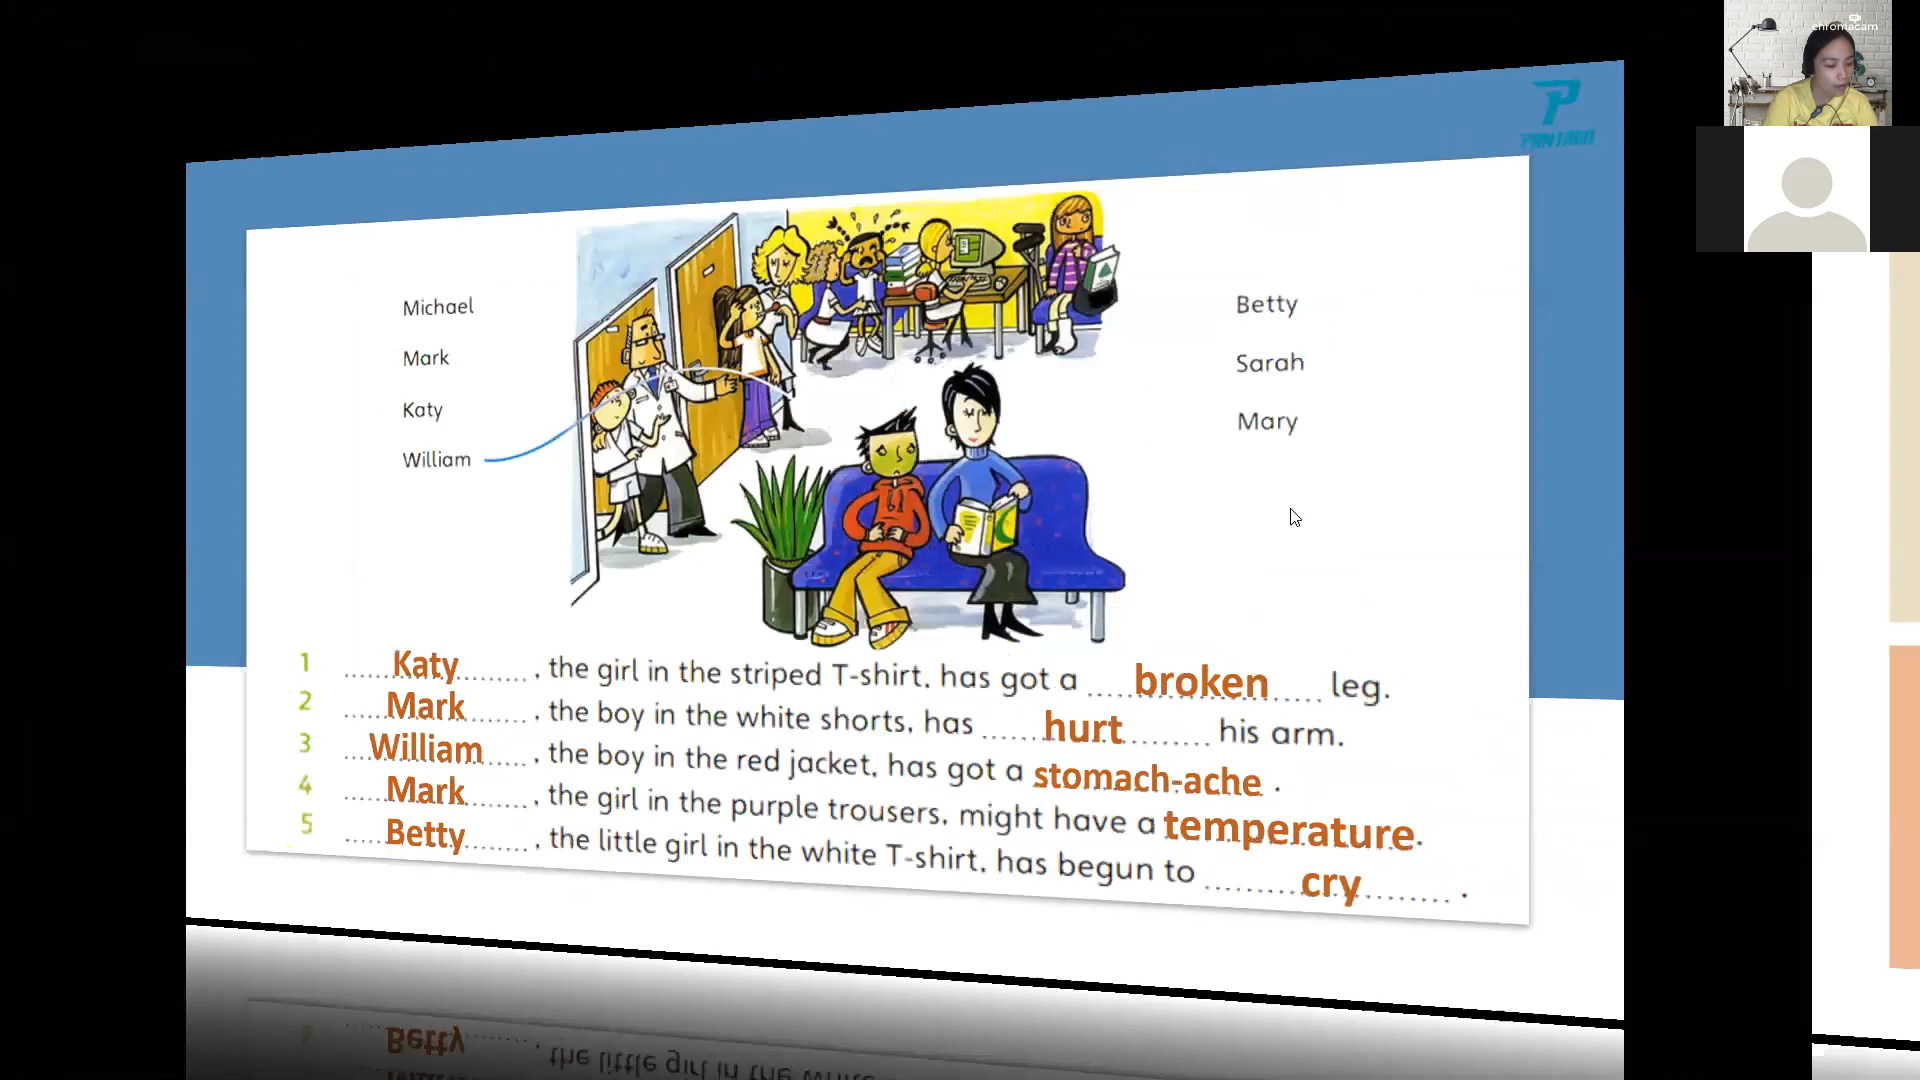 chromacam
PANTAGO
Michael
Mark
Katy
William
Betty
Sarah
Mary
1 Katy, the girl in the striped T-shirt, has got a broken leg.
2 Mark, the boy in the white shorts, has hurt his arm.
3 William, the boy in the red jacket, has got a stomach-ache.
4 Mark, the girl in the purple trousers, might have a temperature.
5 Betty, the little girl in the white T-shirt, has begun to cry.